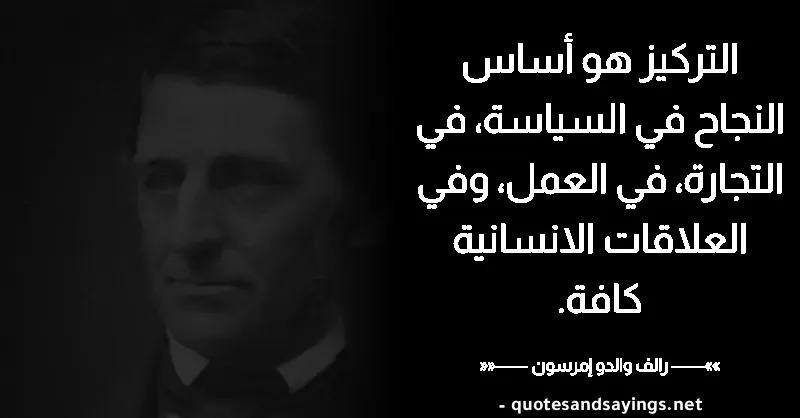 التركيز هو أساس
النجاح في السياسة، في
التجارة، في العمل، وفي
العلاقات الانسانية
كافة.
»»—— رالف والدو إمرسون ——««
- quotesandsayings.net